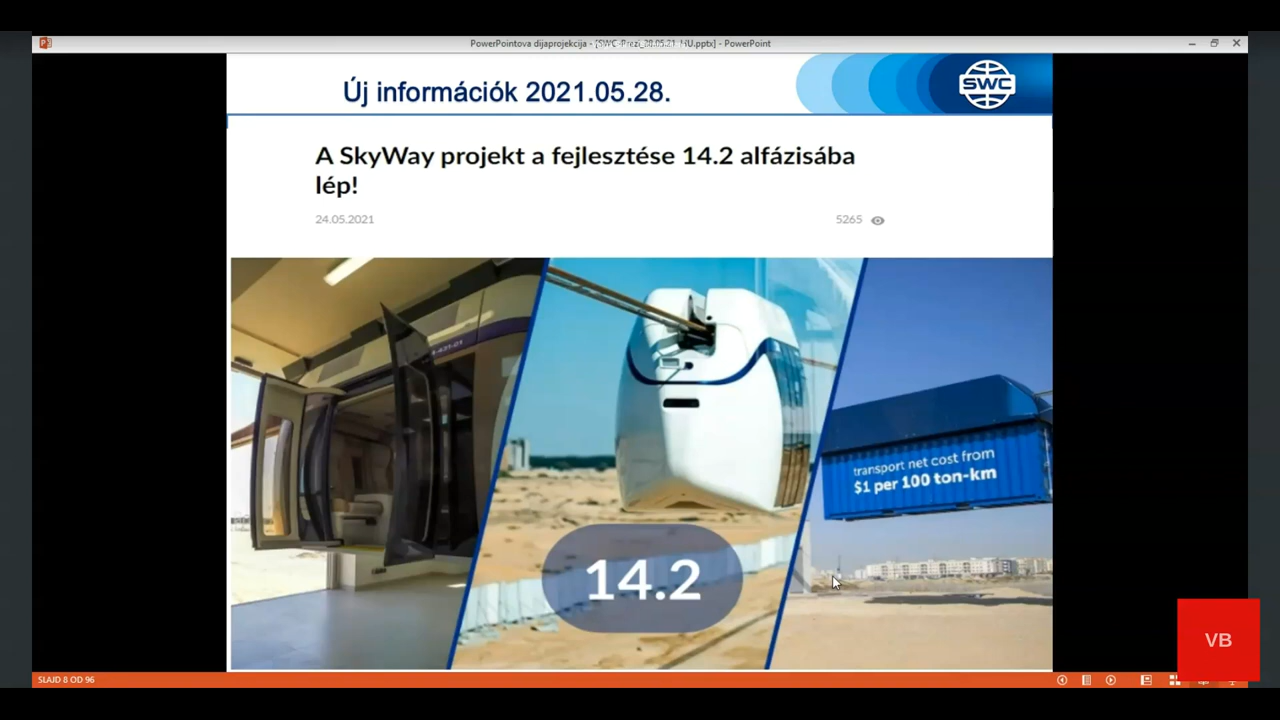 PowerPointova dijaprojekcija - [SWC-Prezi_28.05.21_HU.pptx] - PowerPoint
Új információk 2021.05.28.
SWC
A SkyWay projekt a fejlesztése 14.2 alfázisába
lép!
24.05.2021
5265
transport net cost from
$1 per 100 ton-km
14.2
VB
SLAJD 8 OD 96